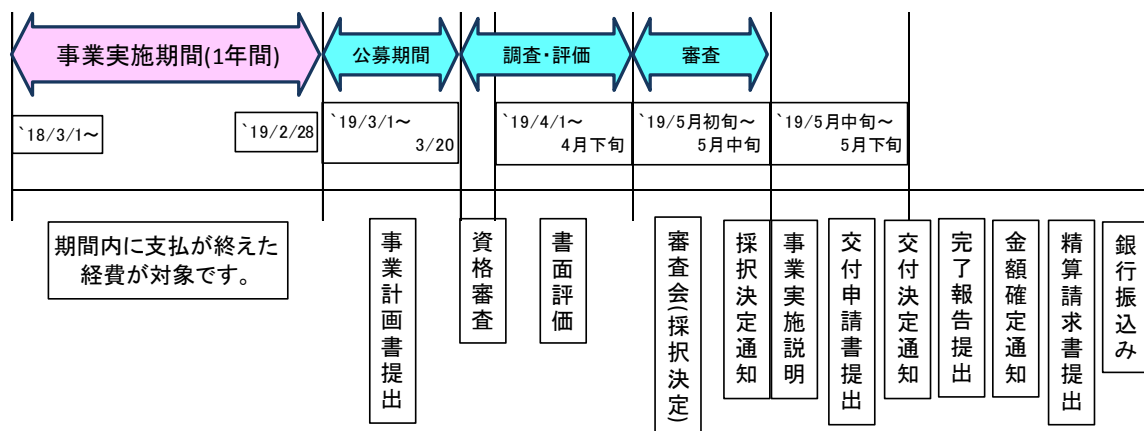 事業実施期間(1年間)
公募期間
調査・評価
審査
`18/3/1～
`19/2/28
`19/3/1～
3/20
`19/4/1～
4月下旬
`19/5月初旬～
5月中旬
`19/5月中旬～
5月下旬
期間内に支払が終えた
経費が対象です。
事業計画書提出
資格審査
書面評価
審査会(採択決定)
採択決定通知
事業実施説明
交付申請書提出
交付決定通知
完了報告提出
金額確定通知
精算請求書提出
銀行振込み